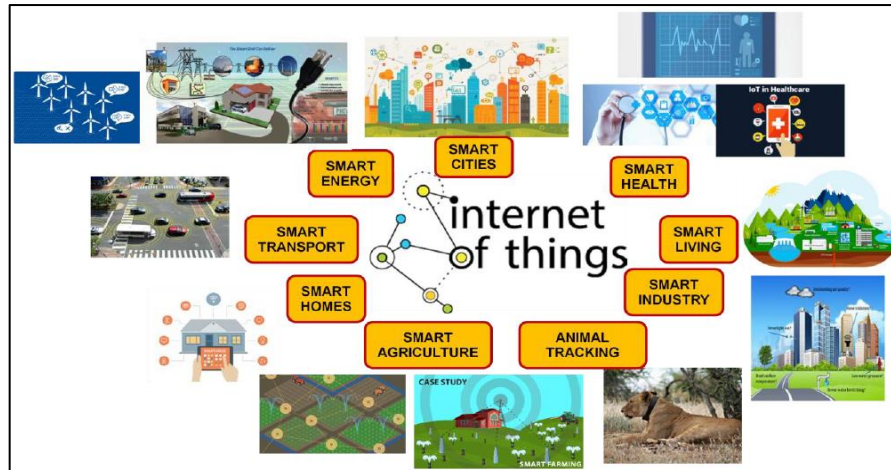 IoT in Healthcare
SMART
CITIES
SMART
ENERGY
SMART
HEALTH
SMART
TRANSPORT
internet
of things
SMART
LIVING
SMART
HOMES
SMART
INDUSTRY
SMART
AGRICULTURE
ANIMAL
TRACKING
CASE STUDY
SMART FARMING